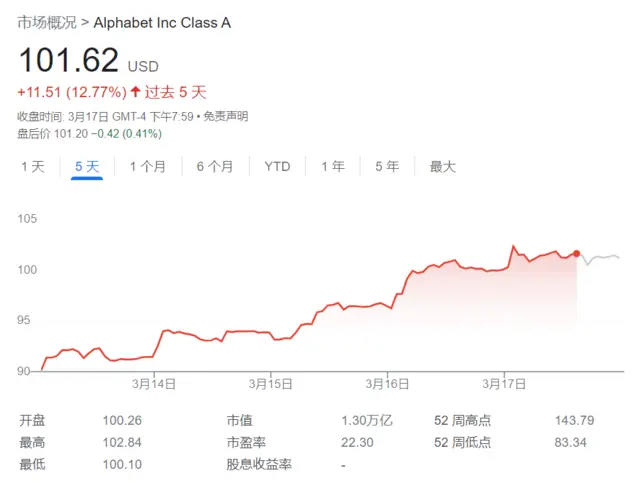 市场概况 > Alphabet Inc Class A
101.62 USD
+11.51 (12.77%) ↑ 过去 5 天
收盘时间: 3月17日 GMT-4 下午7:59 • 免责声明
盘后价 101.20 −0.42 (0.41%)
1 天 5 天 1 个月 6 个月 YTD 1 年 5 年 最大
105
100
95
90
3月14日 3月15日 3月16日 3月17日
开盘 100.26 市值 1.30万亿 52 周高点 143.79
最高 102.84 市盈率 22.30 52 周低点 83.34
最低 100.10 股息收益率 -